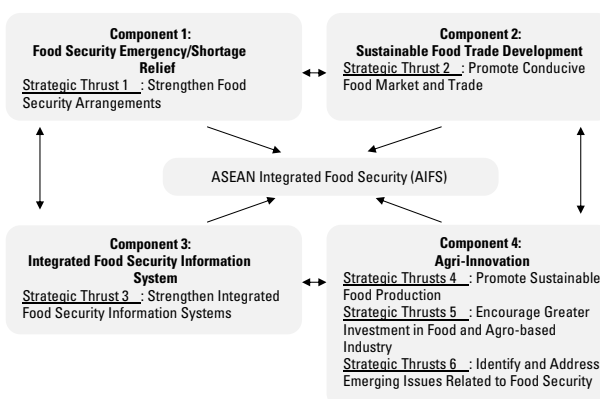 Component 1:
Food Security Emergency/Shortage
Relief
Strategic Thrust 1 : Strengthen Food
Security Arrangements
Component 2:
Sustainable Food Trade Development
Strategic Thrust 2 : Promote Conducive
Food Market and Trade
ASEAN Integrated Food Security (AIFS)
Component 3:
Integrated Food Security Information
System
Strategic Thrust 3 : Strengthen Integrated
Food Security Information Systems
Component 4:
Agri-Innovation
Strategic Thrusts 4 : Promote Sustainable
Food Production
Strategic Thrusts 5 : Encourage Greater
Investment in Food and Agro-based
Industry
Strategic Thrusts 6 : Identify and Address
Emerging Issues Related to Food Security